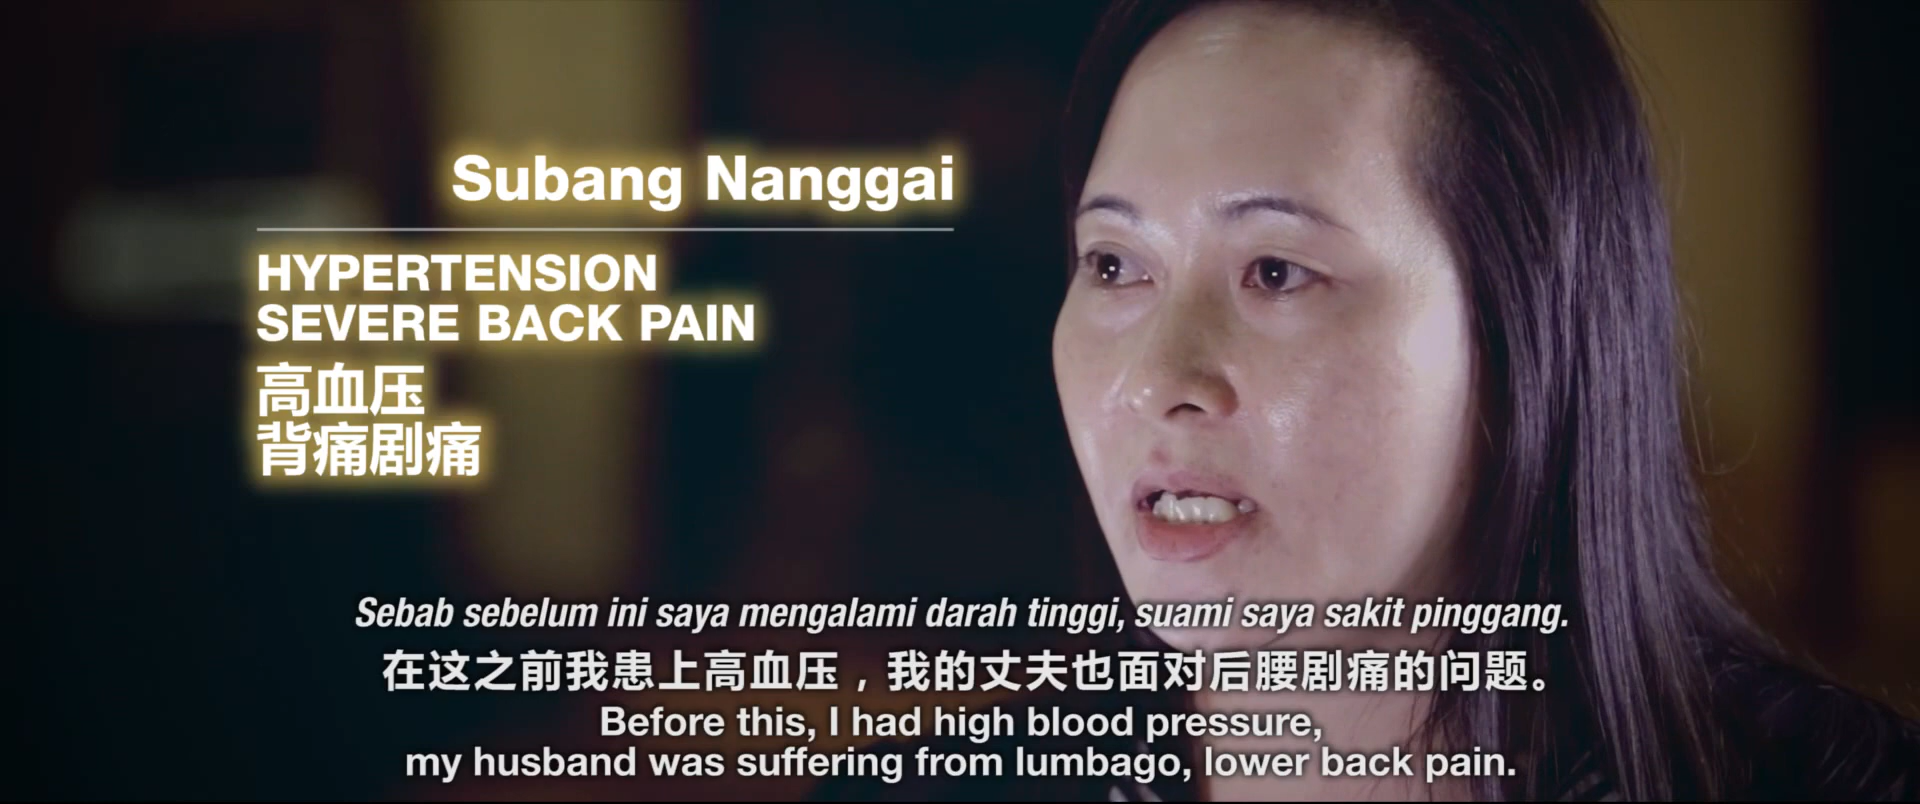 Subang Nanggai
HYPERTENSION
SEVERE BACK PAIN
高血压
背痛剧痛
Sebab sebelum ini saya mengalami darah tinggi, suami saya sakit pinggang.
在这之前我患上高血压，我的丈夫也面对后腰剧痛的问题。
Before this, I had high blood pressure,
my husband was suffering from lumbago, lower back pain.